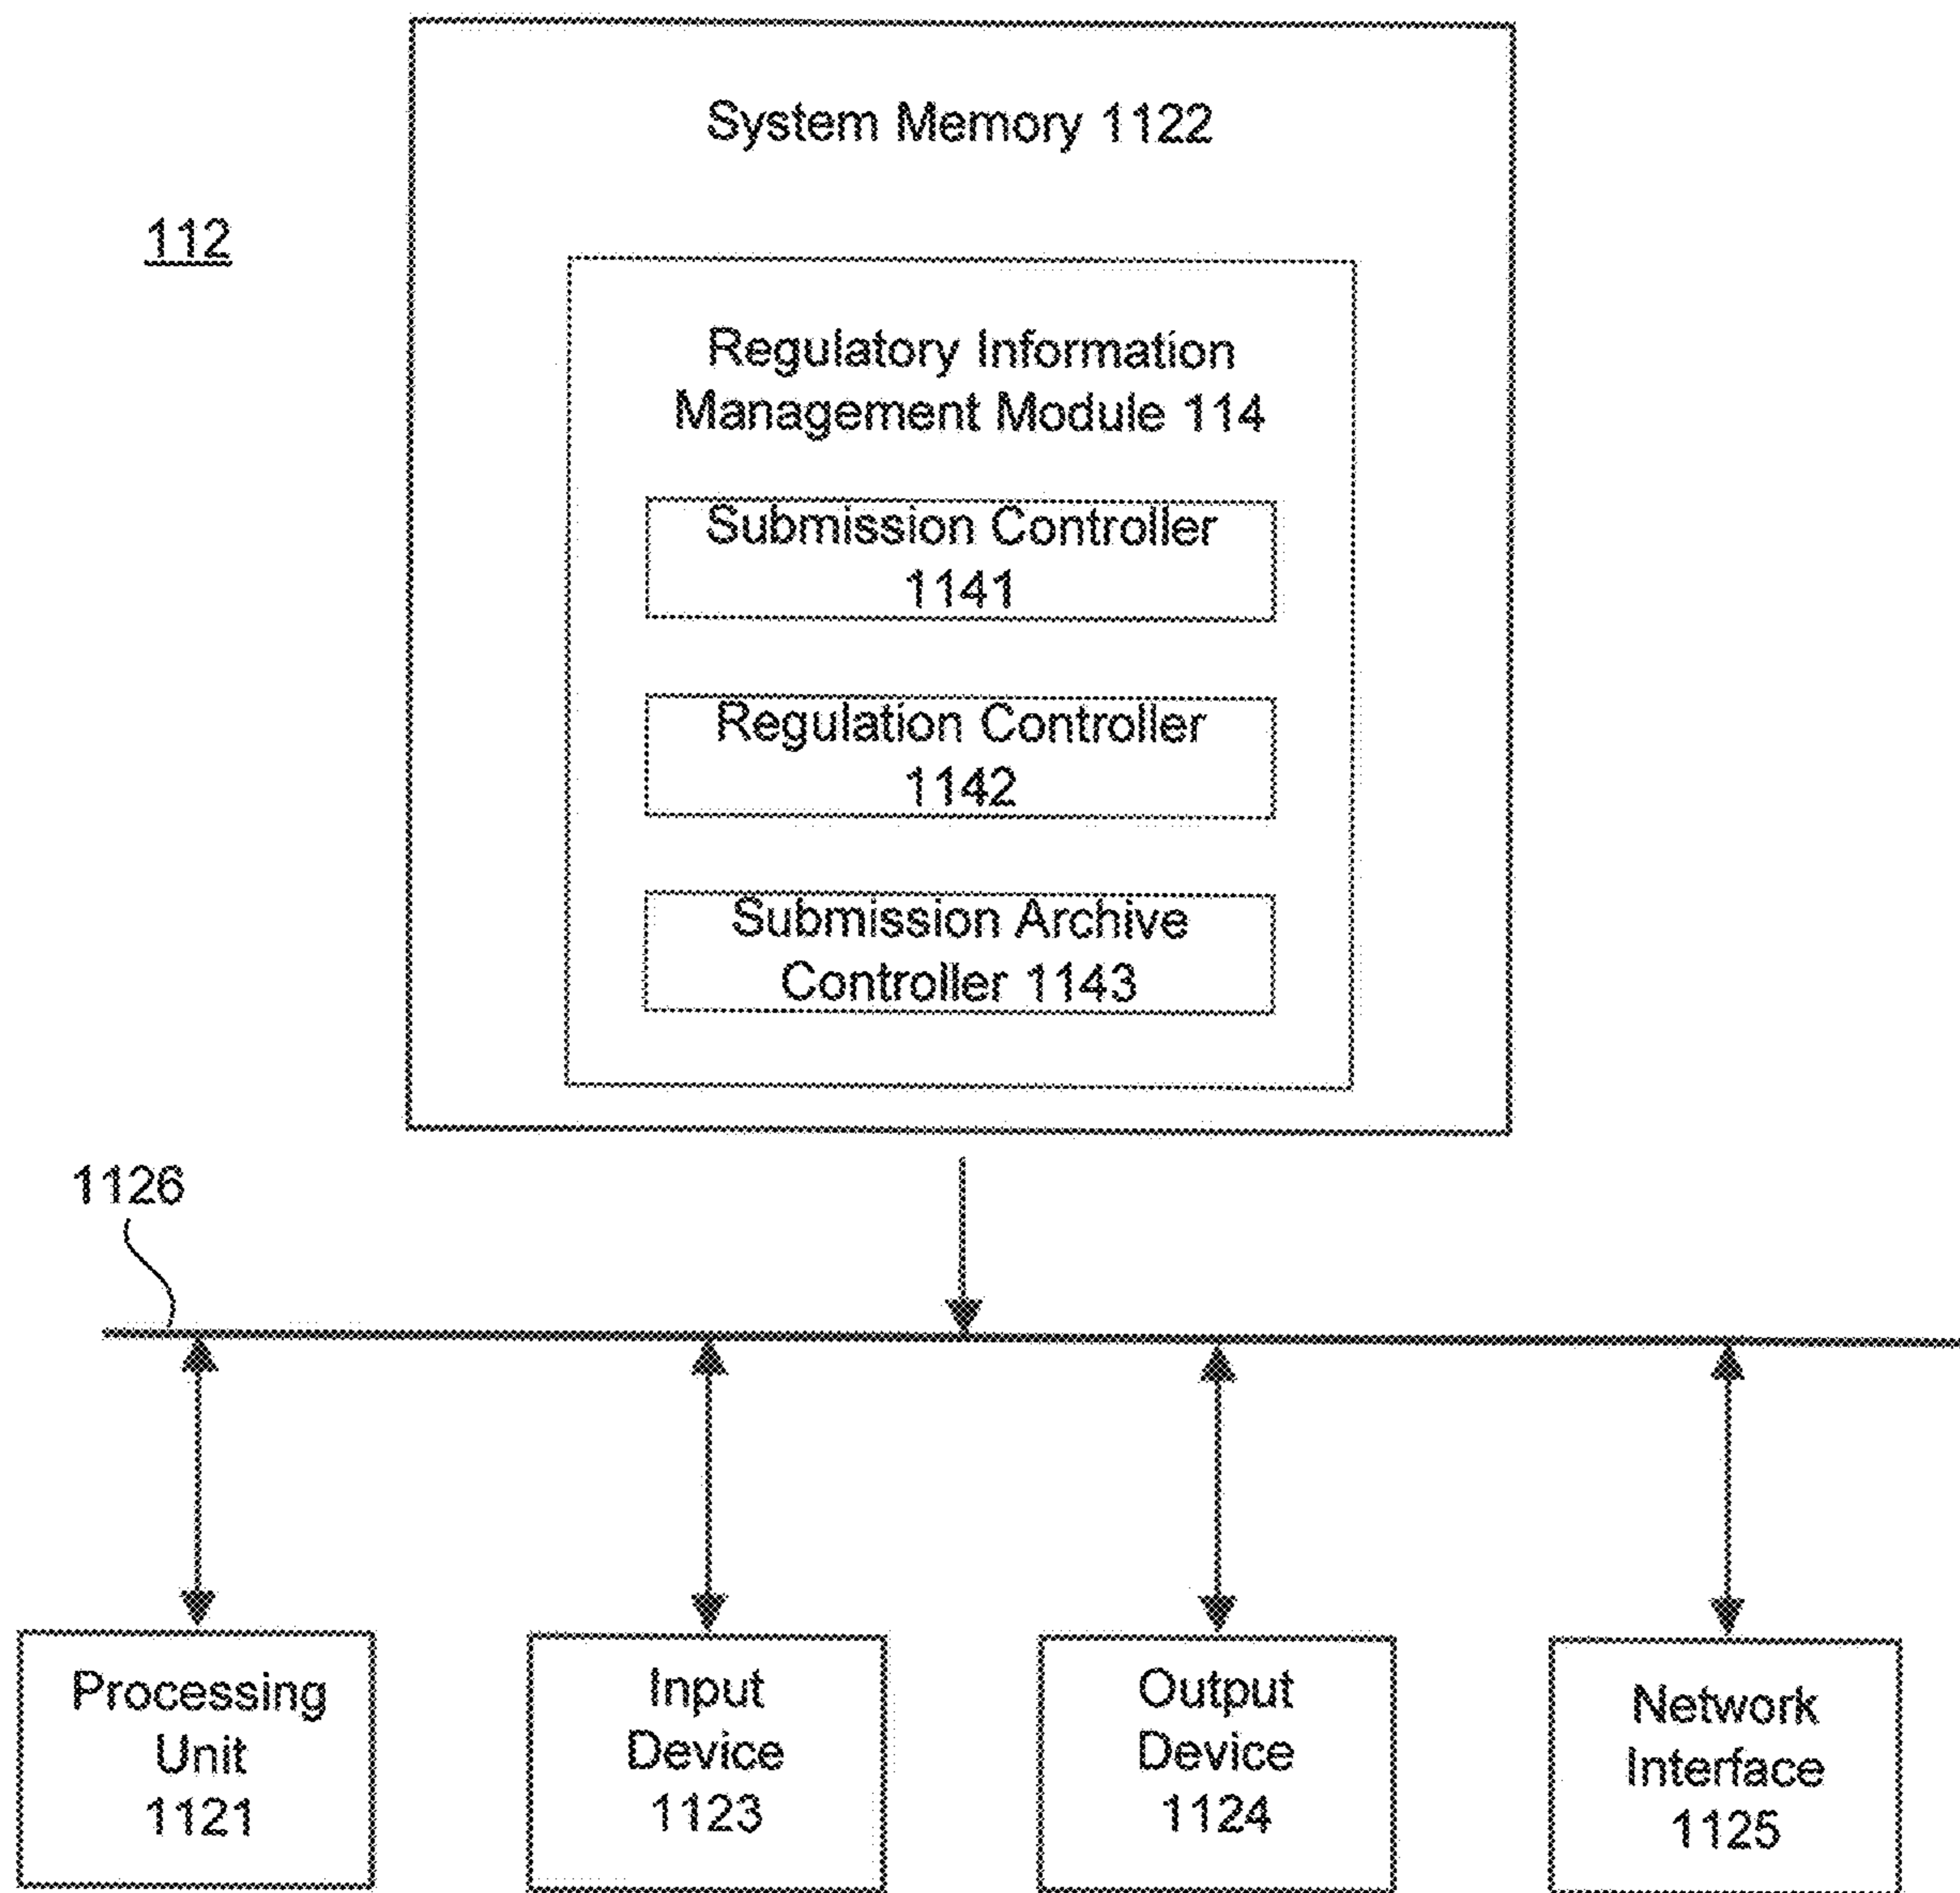 System Memory 1122
112
Regulatory Information
Management Module 114
Submission Controller
1141
Regulation Controller
1142
Submission Archive
Controller 1143
1126
Processing
Unit
1121
Input
Device
1123
Output
Device
1124
Network
Interface
1125